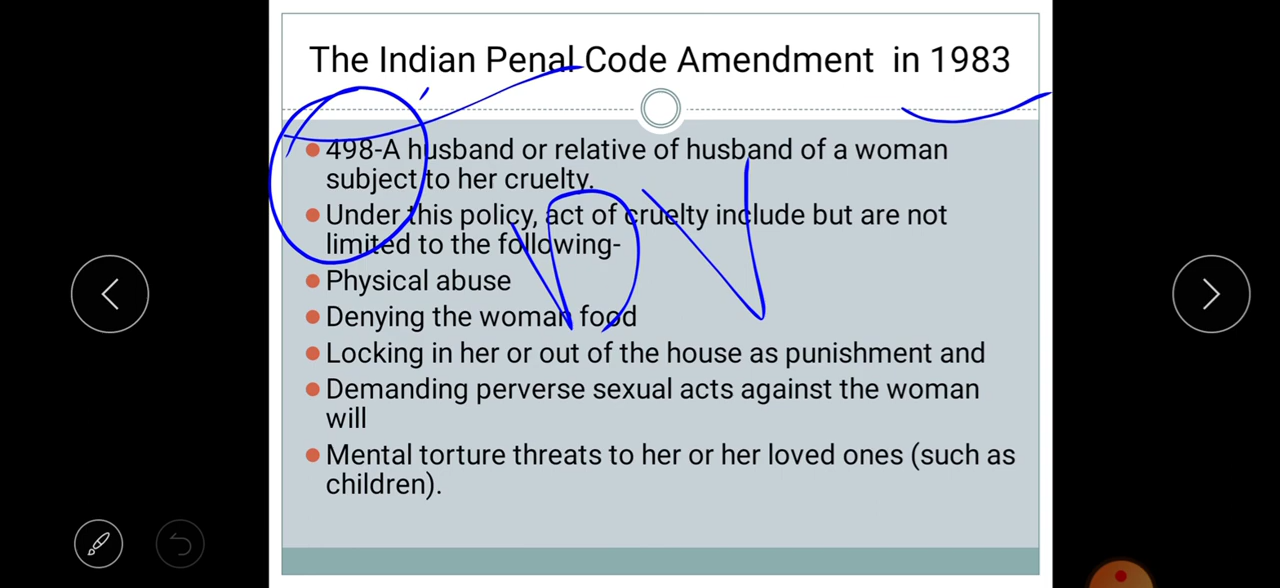 The Indian Penal Code Amendment in 1983
498-A husband or relative of husband of a woman
subject to her cruelty.
Under this policy, act of cruelty include but are not
limited to the following-
Physical abuse
Denying the woman food
Locking in her or out of the house as punishment and
Demanding perverse sexual acts against the woman
will
Mental torture threats to her or her loved ones (such as
children).
DV